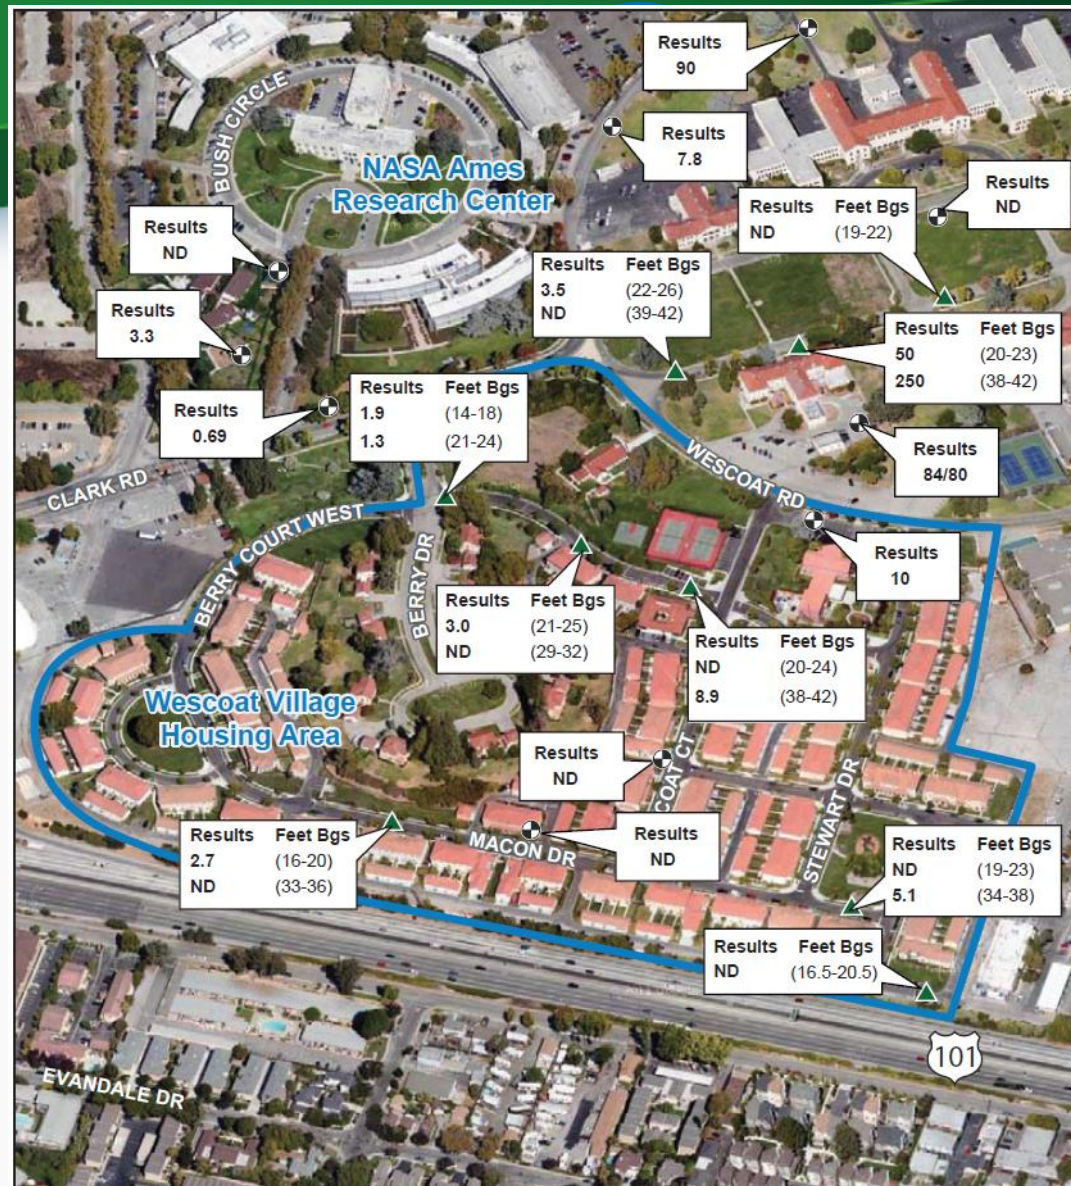 Results
90
BUSH CIRCLE
Results
7.8
NASA Ames
Research Center
Results
ND
Results Feet Bgs
ND (19-22)
Results
ND
Results Feet Bgs
3.5 (22-26)
ND (39-42)
Results
3.3
Results Feet Bgs
50 (20-23)
250 (38-42)
Results
0.69
Results Feet Bgs
1.9 (14-18)
1.3 (21-24)
Results
84/80
WESCOAT RD
CLARK RD
BERRY COURT WEST
Results
10
BERRY DR
Results Feet Bgs
3.0 (21-25)
ND (29-32)
Results Feet Bgs
ND (20-24)
8.9 (38-42)
Wescoat Village
Housing Area
Results
ND
COAT CT
STEWART DR
Results Feet Bgs
2.7 (16-20)
ND (33-36)
MACON DR
Results
ND
Results Feet Bgs
ND (19-23)
5.1 (34-38)
Results Feet Bgs
ND (16.5-20.5)
101
EVANDALE DR